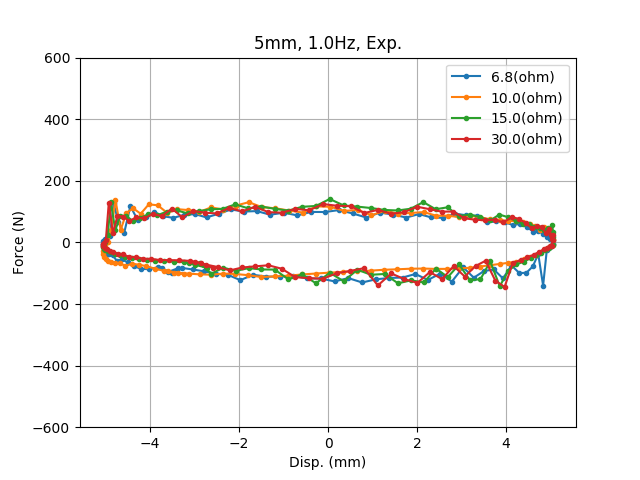 5mm, 1.0Hz, Exp.
600
400
200
0
−200
−400
−600
Force (N)
6.8(ohm)
10.0(ohm)
15.0(ohm)
30.0(ohm)
−4 −2 0 2 4
Disp. (mm)